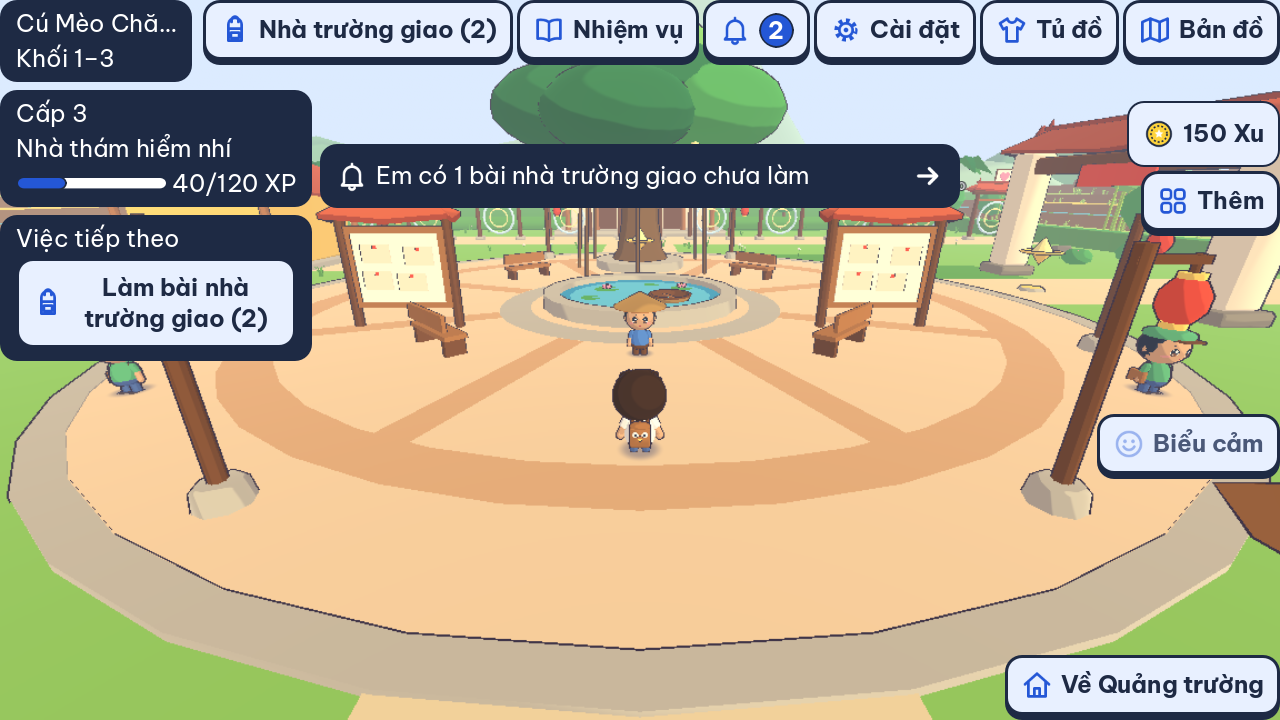 Cú Mèo Chă...
Khối 1–3
Nhà trường giao (2)
Nhiệm vụ
2
Cài đặt
Tủ đồ
Bản đồ
Cấp 3
Nhà thám hiểm nhí
40/120 XP
150 Xu
Em có 1 bài nhà trường giao chưa làm
Thêm
Việc tiếp theo
Làm bài nhà
trường giao (2)
Biểu cảm
Về Quảng trường